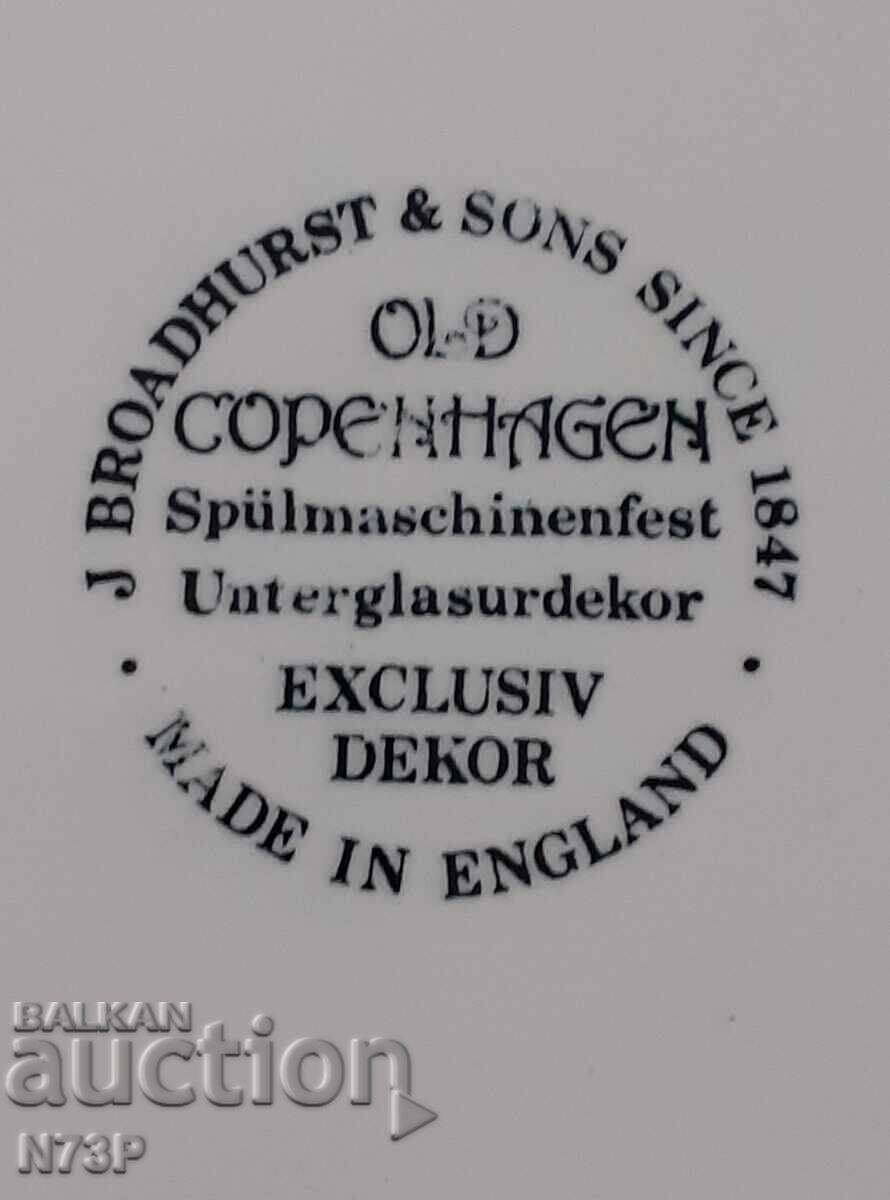 J BROADHURST & SONS SINCE 1847
OLD
COPENHAGEN
Spülmaschinenfest
Unterglasurdekor
EXCLUSIV
DEKOR
• MADE IN ENGLAND •
BALKAN
auction
N73P